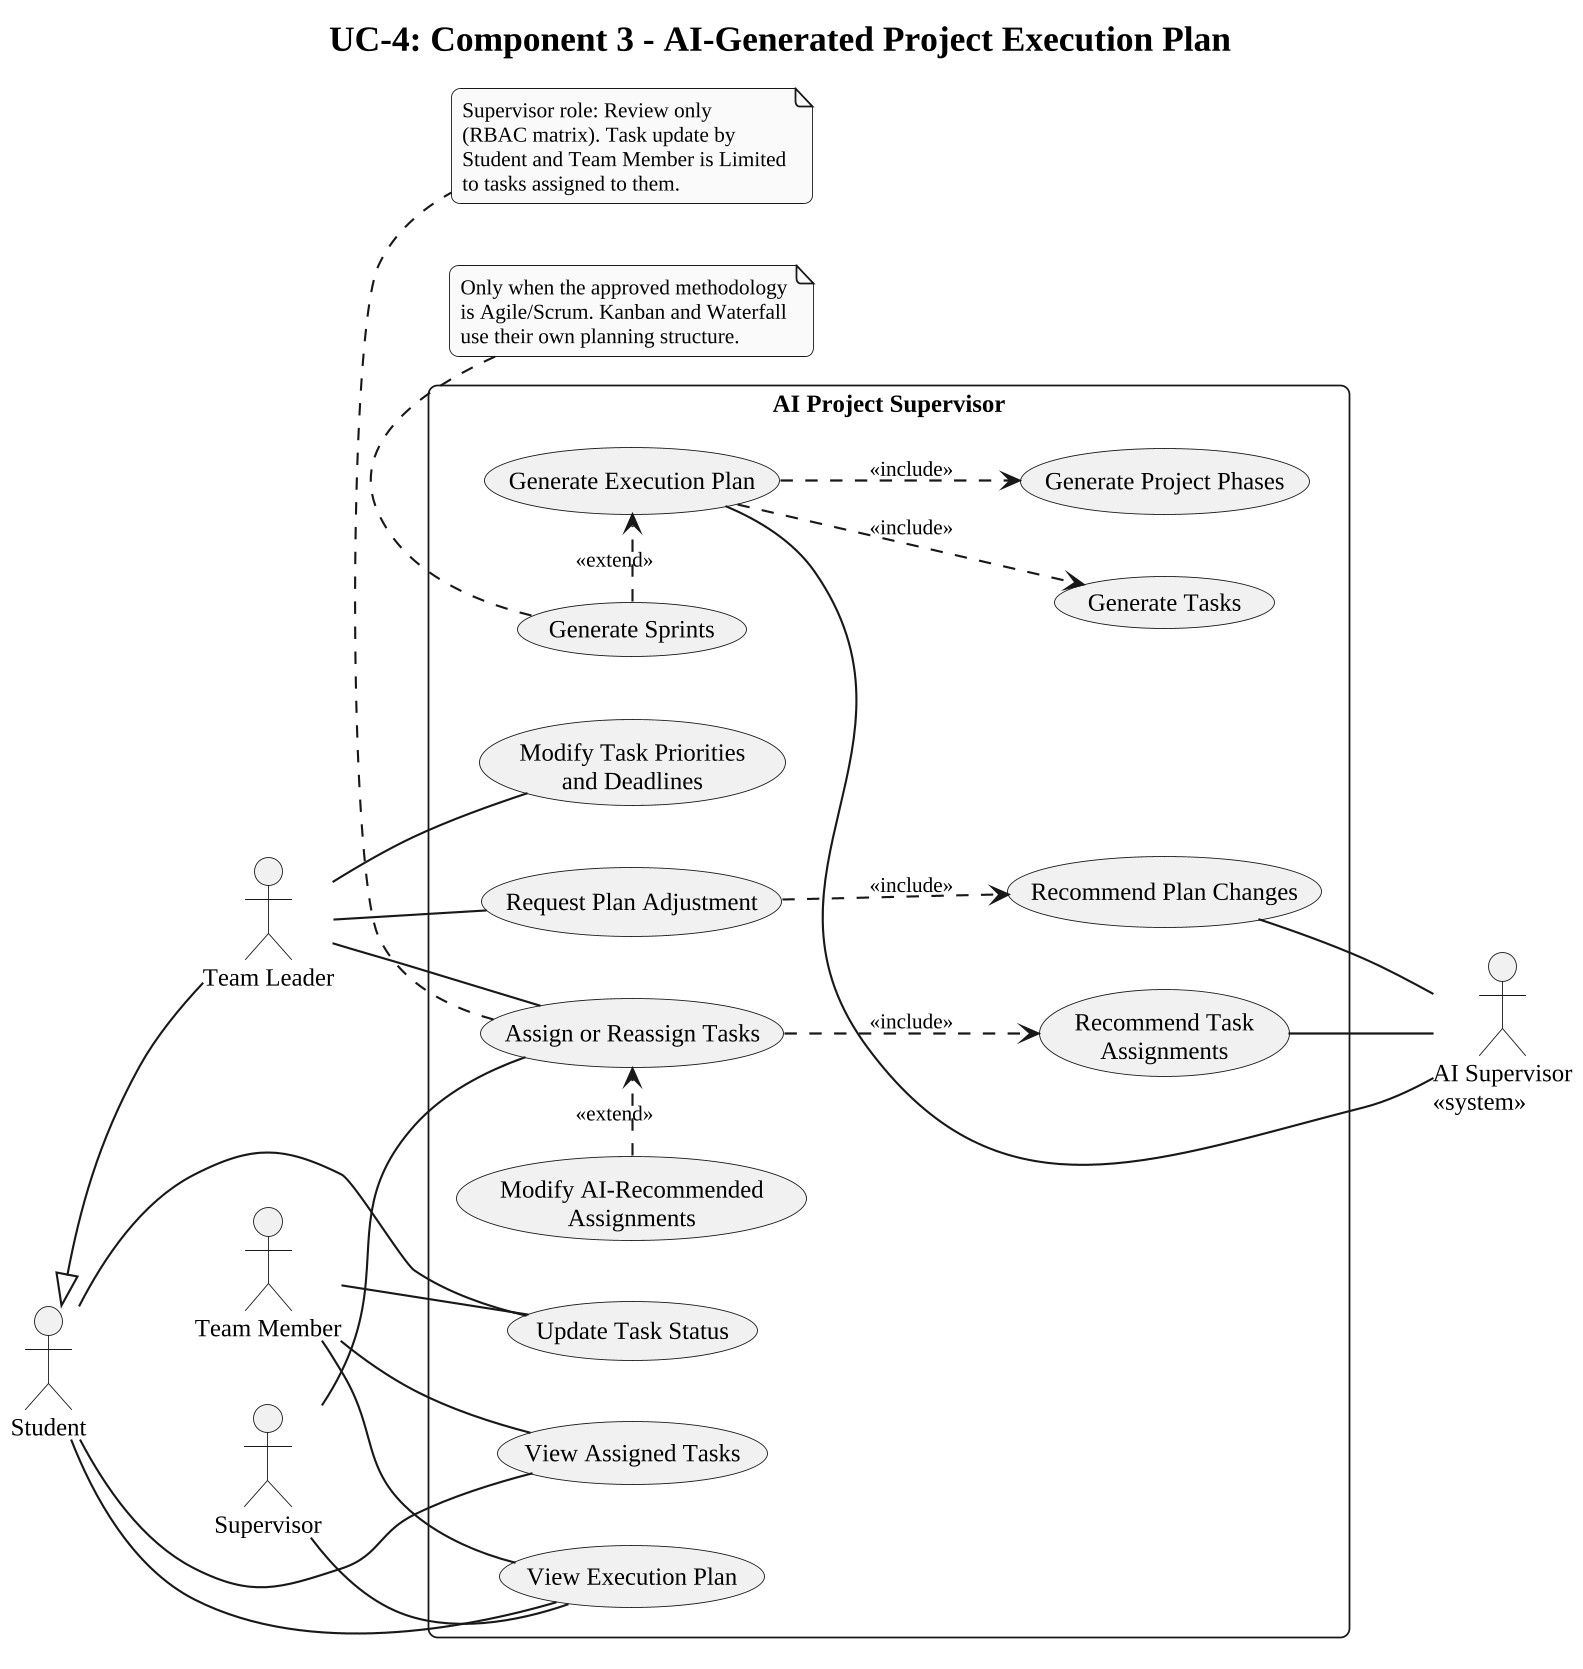 UC-4: Component 3 - AI-Generated Project Execution Plan
Supervisor role: Review only
(RBAC matrix). Task update by
Student and Team Member is Limited
to tasks assigned to them.
Only when the approved methodology
is Agile/Scrum. Kanban and Waterfall
use their own planning structure.
AI Project Supervisor
Generate Execution Plan
«include»
Generate Project Phases
«include»
«extend»
Generate Tasks
Generate Sprints
Modify Task Priorities
and Deadlines
Request Plan Adjustment
«include»
Recommend Plan Changes
Team Leader
Assign or Reassign Tasks
«include»
Recommend Task
Assignments
AI Supervisor
«system»
«extend»
Modify AI-Recommended
Assignments
Team Member
Update Task Status
Student
View Assigned Tasks
Supervisor
View Execution Plan